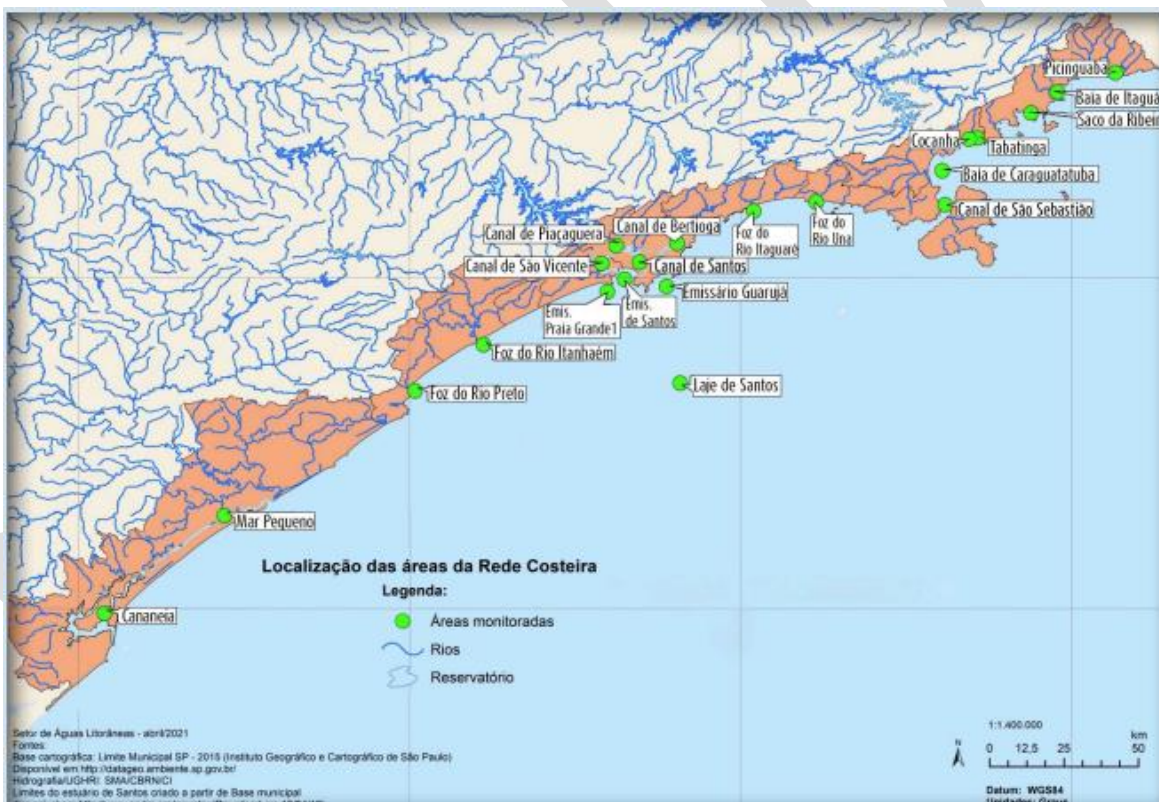 Picinguaba
Baia de Itaguá
Saco da Ribeir
Cocanha
Tabatinga
Baia de Caraguatatuba
Canal de São Sebastião
Canal de Bertioga
Canal de Piaçaguera
Foz do
Rio Itaguaré
Foz do
Rio Una
Canal de São Vicente
Canal de Santos
Emissário Guarujá
Emis.
de Santos
Emis.
Praia Grande1
Foz do Rio Itanhaém
Laje de Santos
Foz do Rio Preto
Mar Pequeno
Cananeia
Localização das áreas da Rede Costeira
Legenda:
Áreas monitoradas
Rios
Reservatório
Setor de Águas Litorâneas - abril/2021
Fontes:
Base cartográfica: Limite Municipal SP - 2015 (Instituto Geográfico e Cartográfico de São Paulo)
Disponível em http://datageo.ambiente.sp.gov.br/
Hidrografia/UGHRI: SMA/CBRN/CI
Limites do estuário de Santos criado a partir de Base municipal
1:1.400.000
km
N
0 12,5 25 50
Datum: WGS84
Unidades: Graus